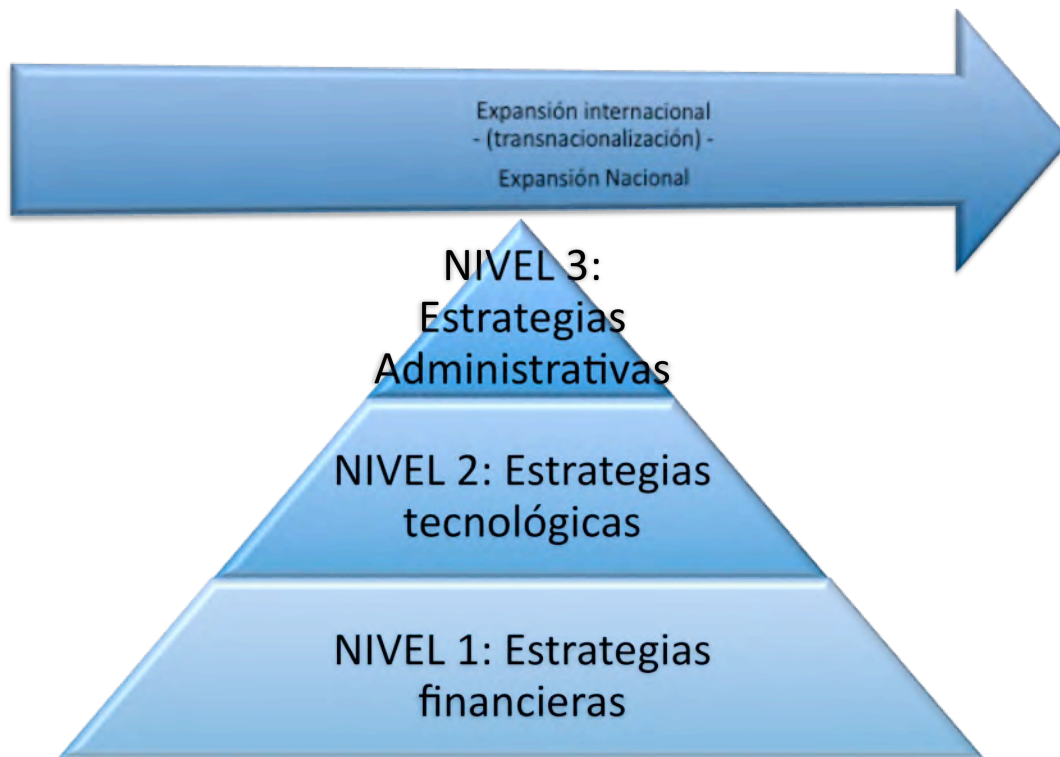 Expansión internacional
- (transnacionalización) -
Expansión Nacional
NIVEL 3:
Estrategias
Administrativas
NIVEL 2: Estrategias
tecnológicas
NIVEL 1: Estrategias
financieras